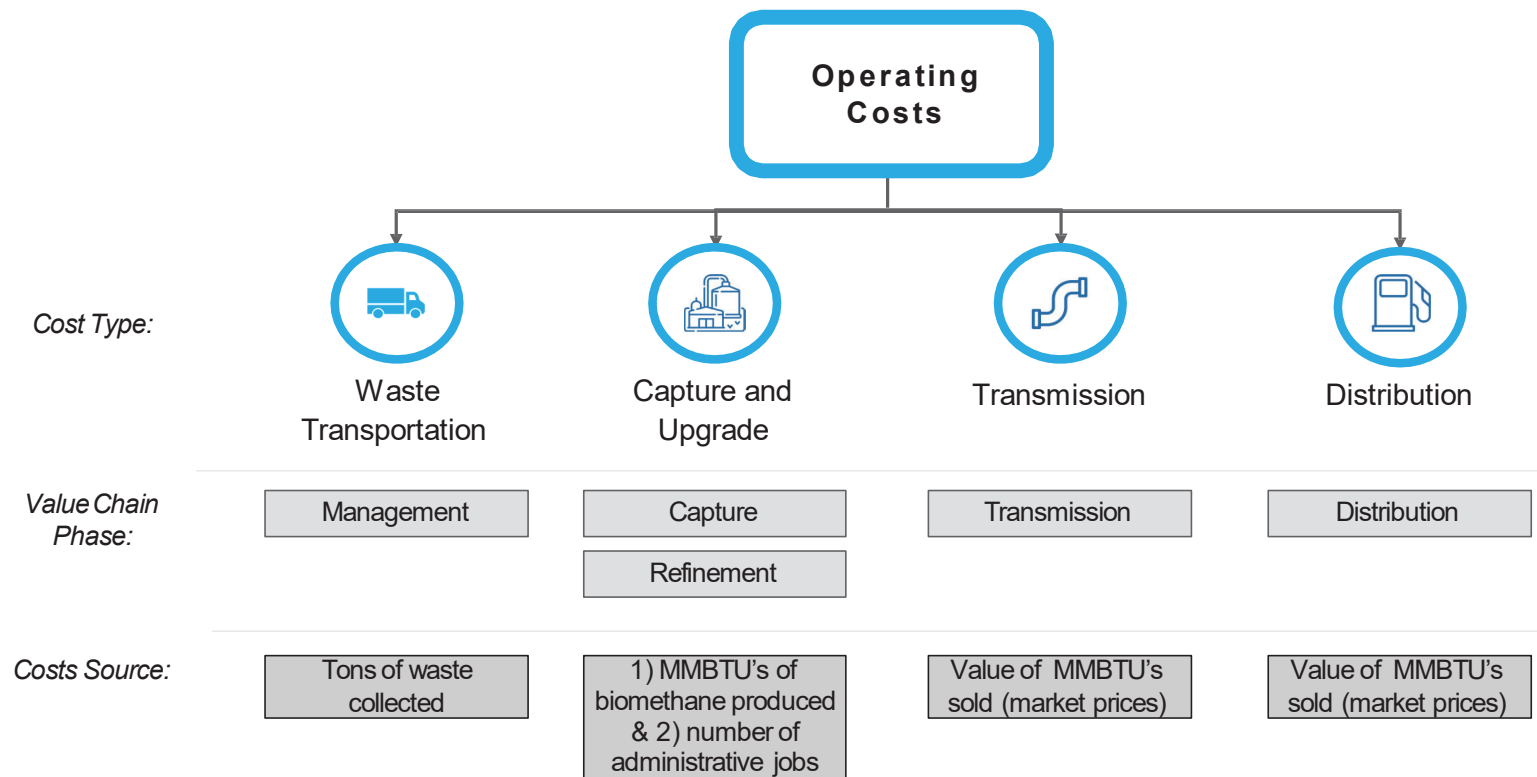 Operating
Costs
Cost Type:
Waste
Transportation
Capture and
Upgrade
Transmission
Distribution
Value Chain
Phase:
Management
Capture
Refinement
Transmission
Distribution
Costs Source:
Tons of waste
collected
1) MMBTU's of
biomethane produced
& 2) number of
administrative jobs
Value of MMBTU's
sold (market prices)
Value of MMBTU's
sold (market prices)